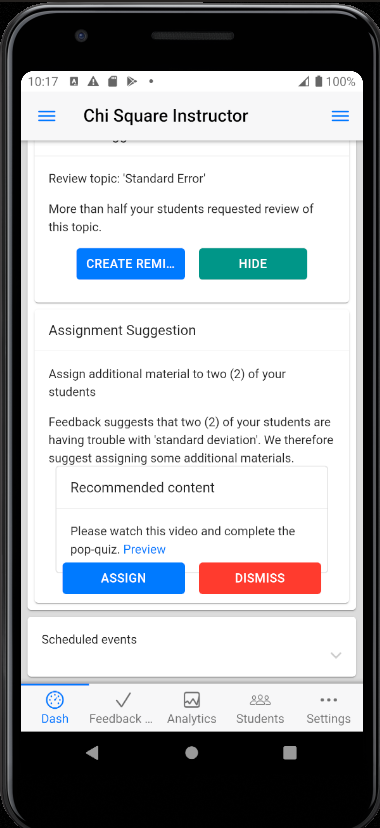 10:17
100%
Chi Square Instructor
Review topic: 'Standard Error'
More than half your students requested review of
this topic.
CREATE REMI...
HIDE
Assignment Suggestion
Assign additional material to two (2) of your
students
Feedback suggests that two (2) of your students are
having trouble with 'standard deviation'. We therefore
suggest assigning some additional materials.
Recommended content
Please watch this video and complete the
pop-quiz. Preview
ASSIGN
DISMISS
Scheduled events
Dash
Feedback ...
Analytics
Students
Settings